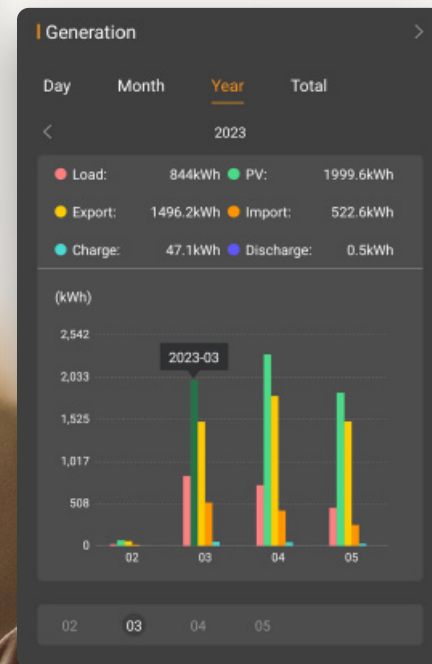 Generation
Day Month Year Total
2023
Load: 844kWh PV: 1999.6kWh
Export: 1496.2kWh Import: 522.6kWh
Charge: 47.1kWh Discharge: 0.5kWh
(kWh)
2,542
2023-03
2,033
1,525
1,017
508
0
02 03 04 05
02 03 04 05